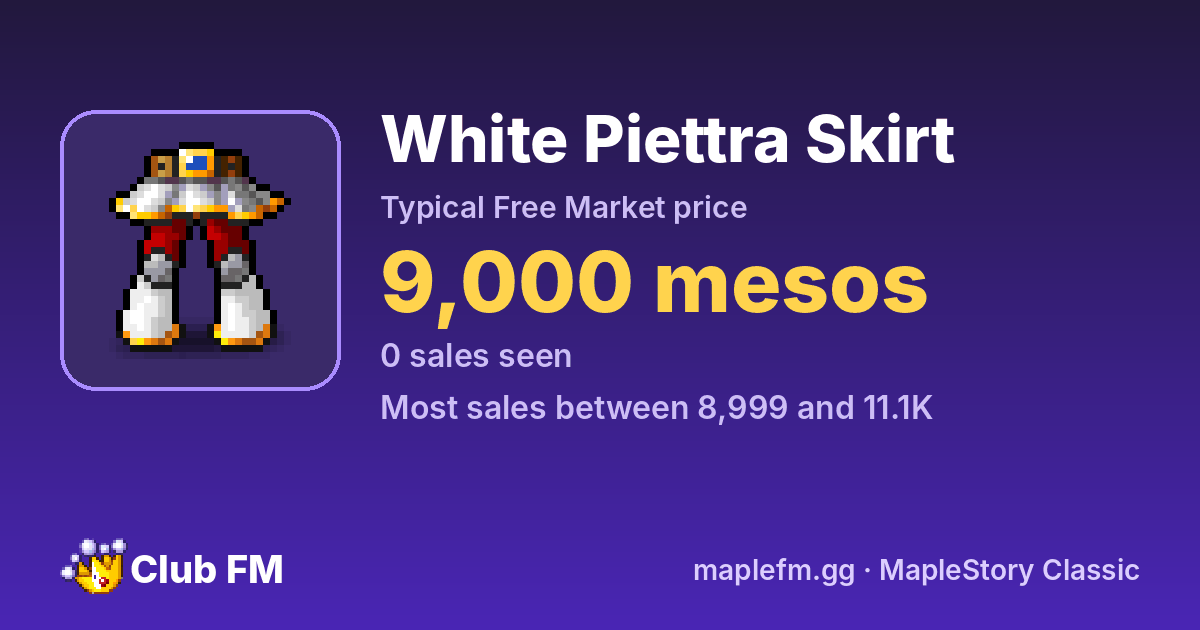 White Piettra Skirt
Typical Free Market price
9,000 mesos
0 sales seen
Most sales between 8,999 and 11.1K
Club FM
maplefm.gg · MapleStory Classic